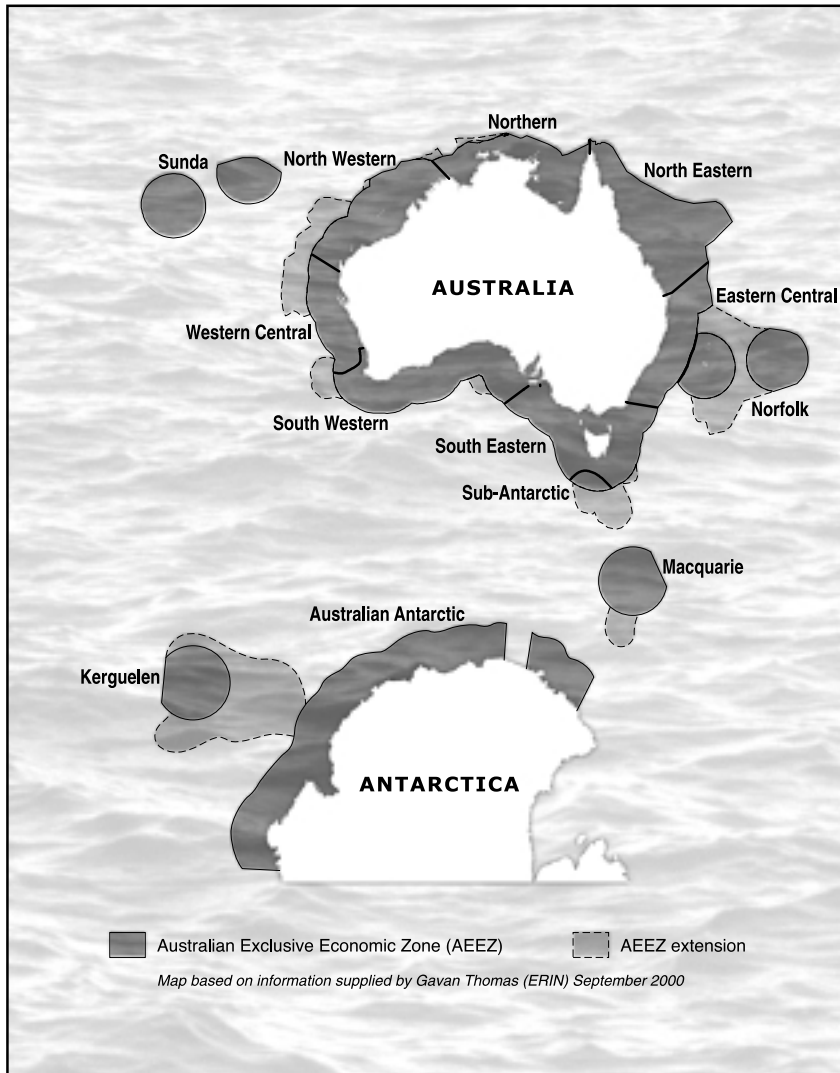 Northern
Sunda
North Western
North Eastern
AUSTRALIA
Eastern Central
Western Central
Norfolk
South Western
South Eastern
Sub-Antarctic
Macquarie
Australian Antarctic
Kerguelen
ANTARCTICA
Australian Exclusive Economic Zone (AEEZ)
AEEZ extension
Map based on information supplied by Gavan Thomas (ERIN) September 2000